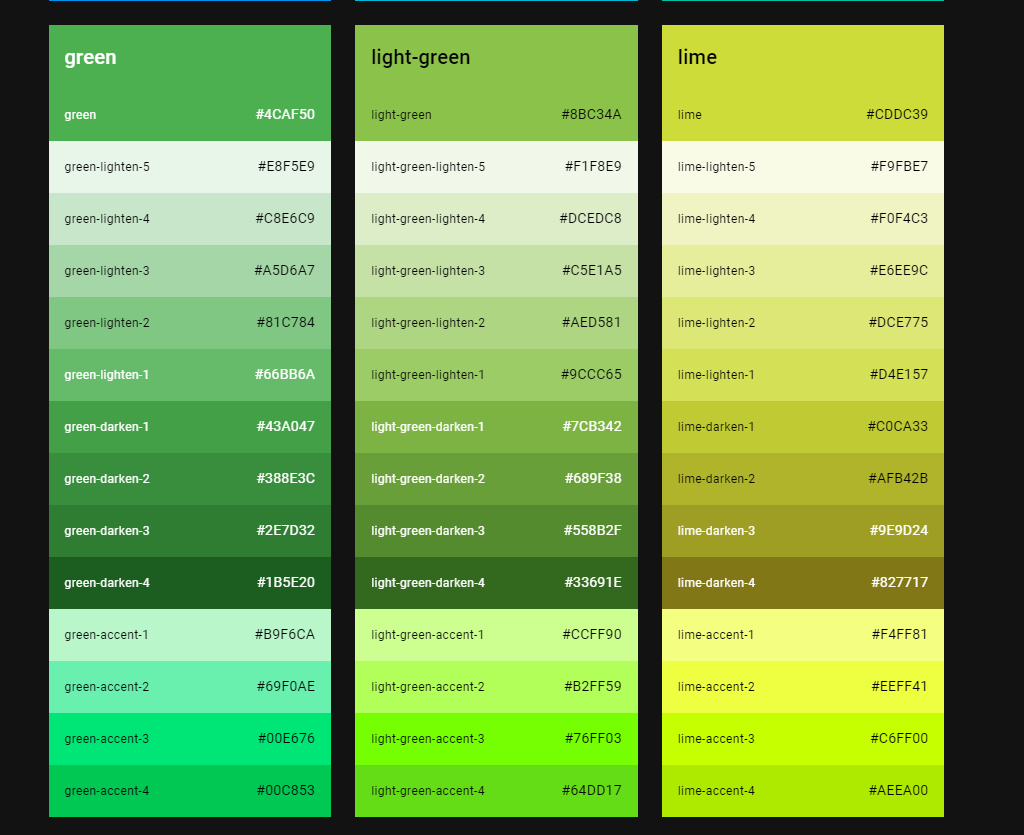 green
green #4CAF50
green-lighten-5 #E8F5E9
green-lighten-4 #C8E6C9
green-lighten-3 #A5D6A7
green-lighten-2 #81C784
green-lighten-1 #66BB6A
green-darken-1 #43A047
green-darken-2 #388E3C
green-darken-3 #2E7D32
green-darken-4 #1B5E20
green-accent-1 #B9F6CA
green-accent-2 #69F0AE
green-accent-3 #00E676
green-accent-4 #00C853
light-green
light-green #8BC34A
light-green-lighten-5 #F1F8E9
light-green-lighten-4 #DCEDC8
light-green-lighten-3 #C5E1A5
light-green-lighten-2 #AED581
light-green-lighten-1 #9CCC65
light-green-darken-1 #7CB342
light-green-darken-2 #689F38
light-green-darken-3 #558B2F
light-green-darken-4 #33691E
light-green-accent-1 #CCFF90
light-green-accent-2 #B2FF59
light-green-accent-3 #76FF03
light-green-accent-4 #64DD17
lime
lime #CDDC39
lime-lighten-5 #F9FBE7
lime-lighten-4 #F0F4C3
lime-lighten-3 #E6EE9C
lime-lighten-2 #DCE775
lime-lighten-1 #D4E157
lime-darken-1 #C0CA33
lime-darken-2 #AFB42B
lime-darken-3 #9E9D24
lime-darken-4 #827717
lime-accent-1 #F4FF81
lime-accent-2 #EEFF41
lime-accent-3 #C6FF00
lime-accent-4 #AEEA00